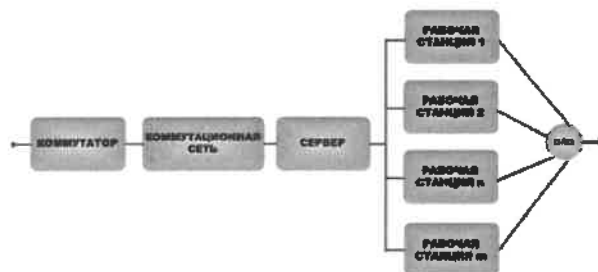 РАБОЧАЯ
СТАНЦИЯ 1
РАБОЧАЯ
СТАНЦИЯ 2
КОММУТАТОР
КОММУТАЦИОННАЯ
СЕТЬ
СЕРВЕР
n/m
РАБОЧАЯ
СТАНЦИЯ n
РАБОЧАЯ
СТАНЦИЯ m